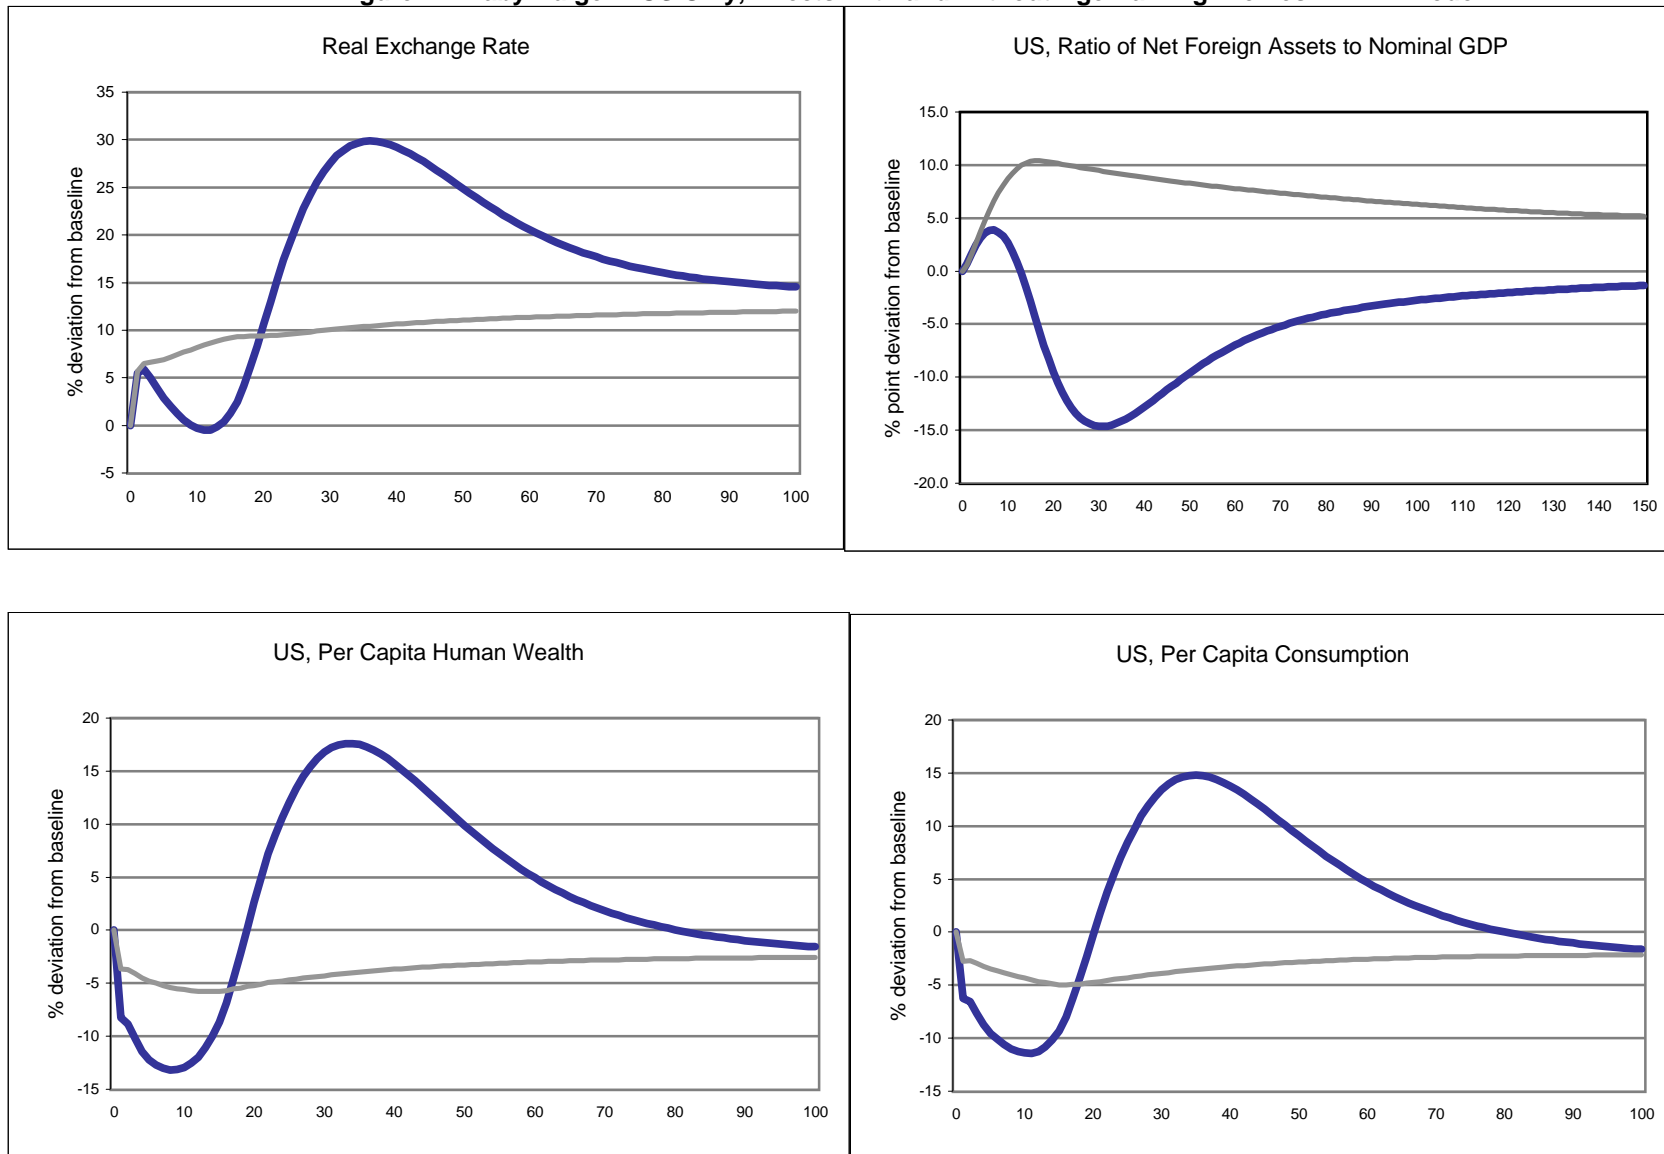 Real Exchange Rate
% deviation from baseline
35
30
25
20
15
10
5
0
-5
0 10 20 30 40 50 60 70 80 90 100
US, Ratio of Net Foreign Assets to Nominal GDP
% point deviation from baseline
15.0
10.0
5.0
0.0
-5.0
-10.0
-15.0
-20.0
0 10 20 30 40 50 60 70 80 90 100 110 120 130 140 150
US, Per Capita Human Wealth
% deviation from baseline
20
15
10
5
0
-5
-10
-15
0 10 20 30 40 50 60 70 80 90 100
US, Per Capita Consumption
% deviation from baseline
20
15
10
5
0
-5
-10
-15
0 10 20 30 40 50 60 70 80 90 100